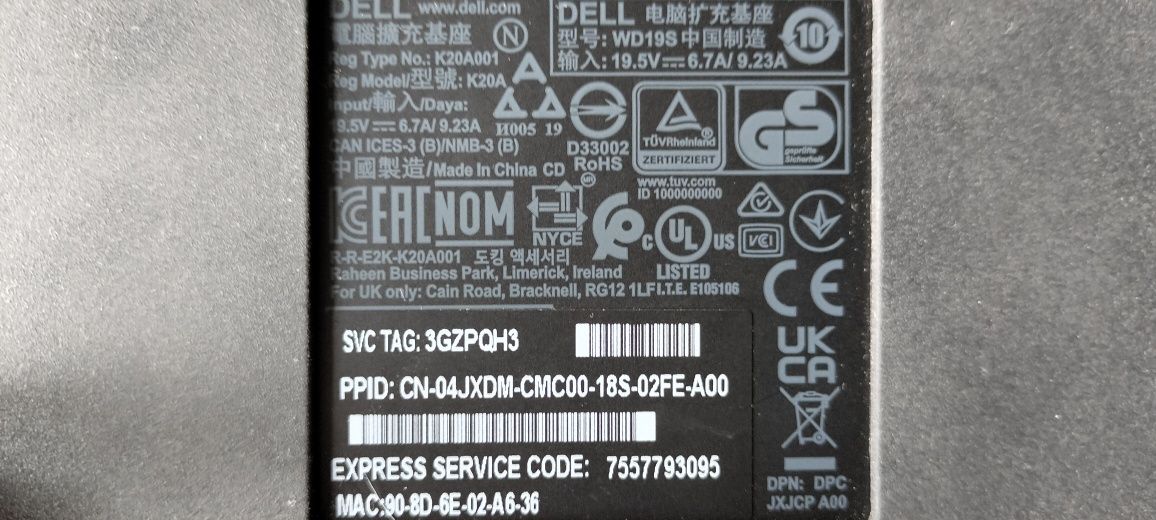 DELL www.dell.com
電腦擴充基座 N
Reg Type No.: K20A001
Reg Model/型號: K20A
Input/輸入/Daya:
19.5V⎓6.7A/ 9.23A
CAN ICES-3 (B)/NMB-3 (B)
中國製造/Made In China CD
DELL 电脑扩充基座
型号: WD19S 中国制造
输入: 19.5V⎓6.7A/ 9.23A
10
И005 19
D33002
RoHS
TÜVRheinland ®
ZERTIFIZIERT
GS
geprüfte
Sicherheit
www.tuv.com
ID 1000000000
EAC NOM
NYCE
MR
C UL US
LISTED
I.T.E. E105106
VCI
R-R-E2K-K20A001 도킹 액세서리
Raheen Business Park, Limerick, Ireland
For UK only: Cain Road, Bracknell, RG12 1LF
CE
UK
CA
SVC TAG: 3GZPQH3
PPID: CN-04JXDM-CMC00-18S-02FE-A00
EXPRESS SERVICE CODE: 7557793095
MAC:90-8D-6E-02-A6-36
DPN: DPC
JXJCP A00